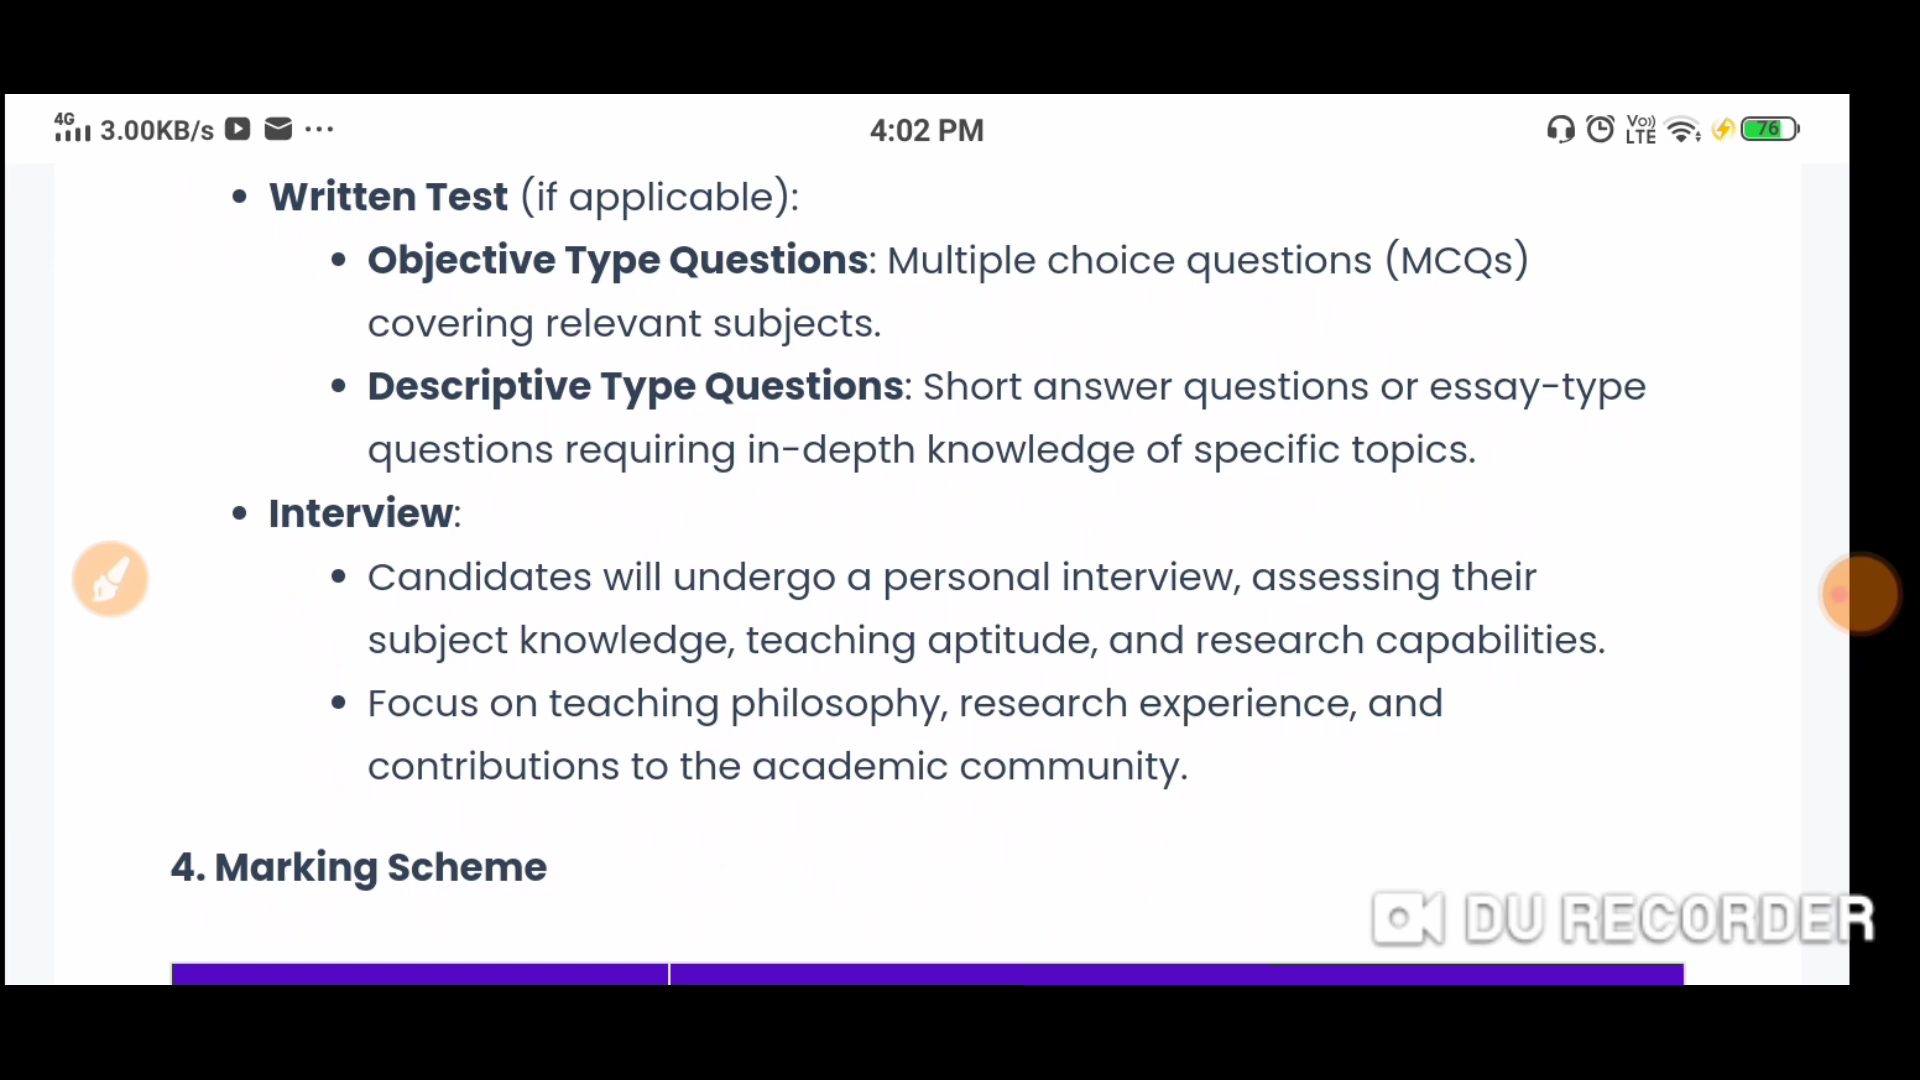 4G 3.00KB/s ... 4:02 PM Vo)) LTE 76
• Written Test (if applicable):
• Objective Type Questions: Multiple choice questions (MCQs)
covering relevant subjects.
• Descriptive Type Questions: Short answer questions or essay-type
questions requiring in-depth knowledge of specific topics.
• Interview:
• Candidates will undergo a personal interview, assessing their
subject knowledge, teaching aptitude, and research capabilities.
• Focus on teaching philosophy, research experience, and
contributions to the academic community.
4. Marking Scheme
DU RECORDER